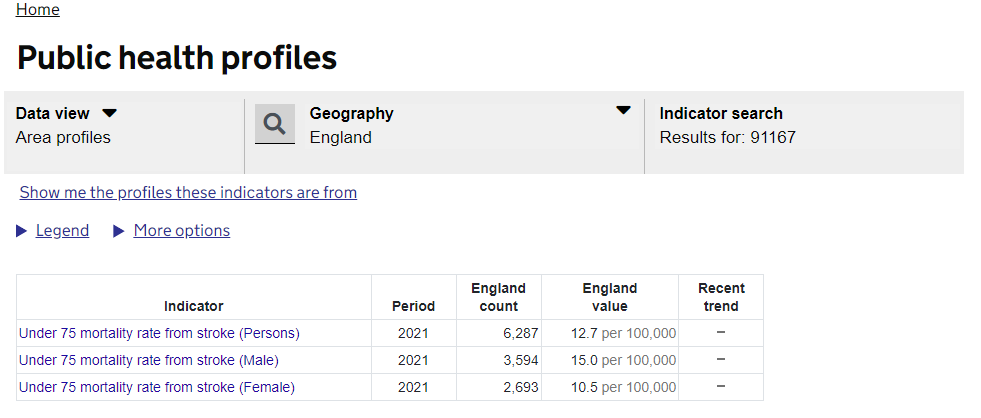 Home
Public health profiles
Data view
Area profiles
Geography
England
Indicator search
Results for: 91167
Show me the profiles these indicators are from
Legend More options
Indicator Period England count England value Recent trend
Under 75 mortality rate from stroke (Persons) 2021 6,287 12.7 per 100,000 –
Under 75 mortality rate from stroke (Male) 2021 3,594 15.0 per 100,000 –
Under 75 mortality rate from stroke (Female) 2021 2,693 10.5 per 100,000 –